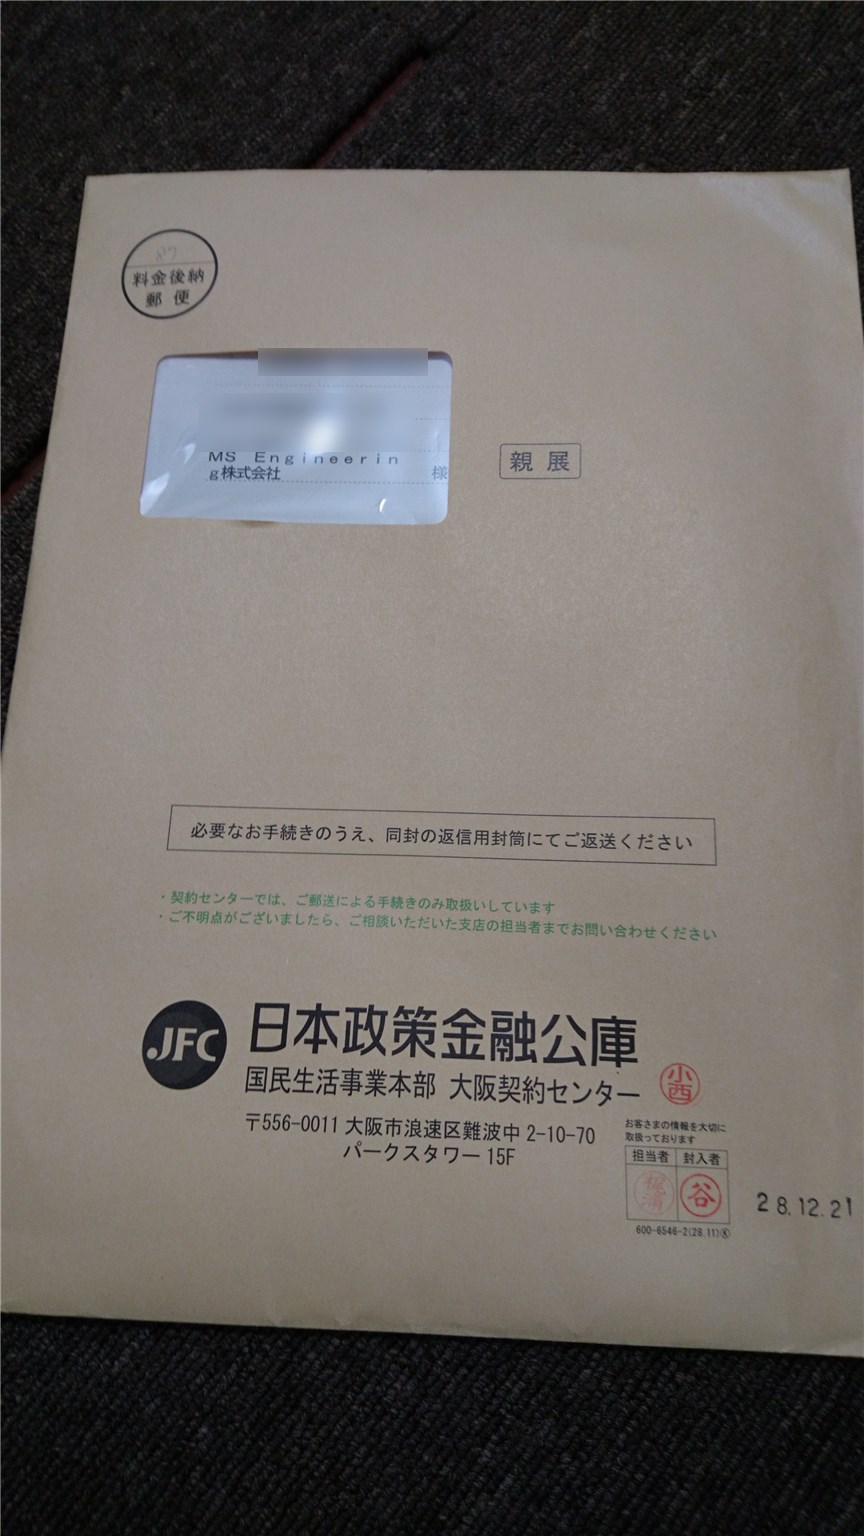 料金後納
郵便
MS Engineerin
g株式会社 様
親展
必要なお手続きのうえ、同封の返信用封筒にてご返送ください
・契約センターでは、ご郵送による手続きのみ取扱いしています
・ご不明点がございましたら、ご相談いただいた支店の担当者までお問い合わせください
JFC 日本政策金融公庫
国民生活事業本部 大阪契約センター
小西
〒556-0011 大阪市浪速区難波中 2-10-70
パークスタワー 15F
お客さまの情報を大切に
取扱っております
担当者 封入者
谷
28.12.21
600-6546-2(28.11)Ⓚ